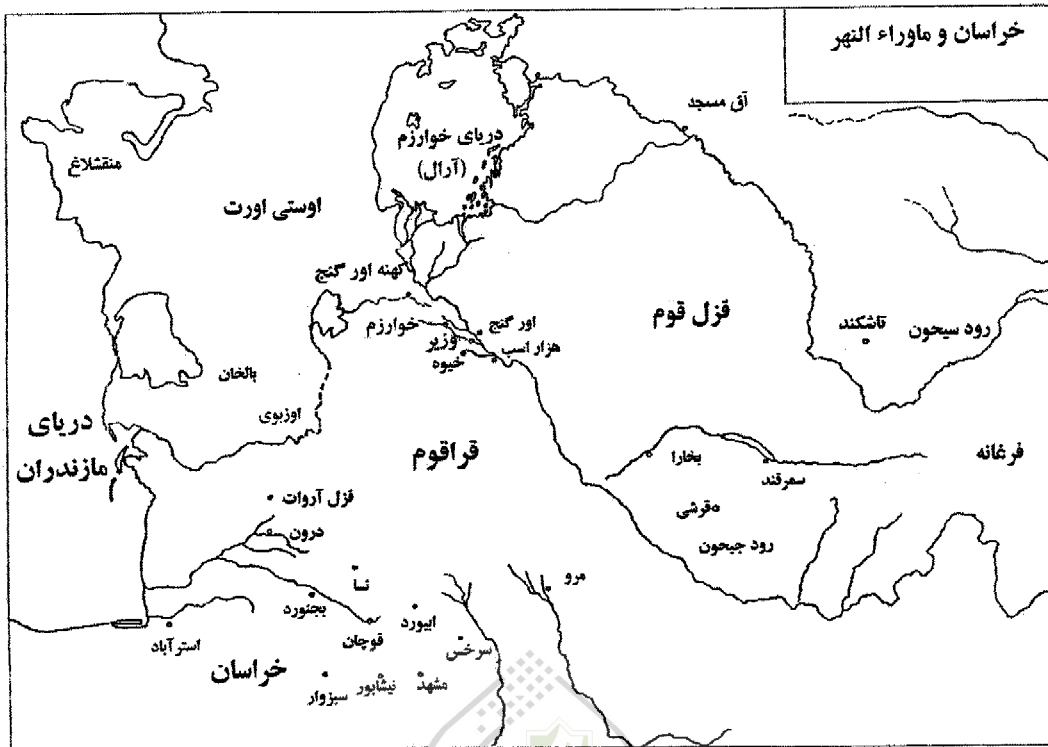 خراسان و ماوراء النهر
آق مسجد
دریای خوارزم
(آرال)
منقشلاغ
اوستی اورت
کهنه اور گنج
خوارزم
اور گنج
وزیر
هزار اسب
خیوه
قزل قوم
تاشکند
رود سیحون
بالخان
اوزبوی
دریای
مازندران
قراقوم
بخارا
سمرقند
فرغانه
قرشی
رود جیحون
قزل آروات
درون
نسا
مرو
بجنورد
ابیورد
قوچان
سرخس
استرآباد
خراسان
سبزوار
نیشابور
مشهد